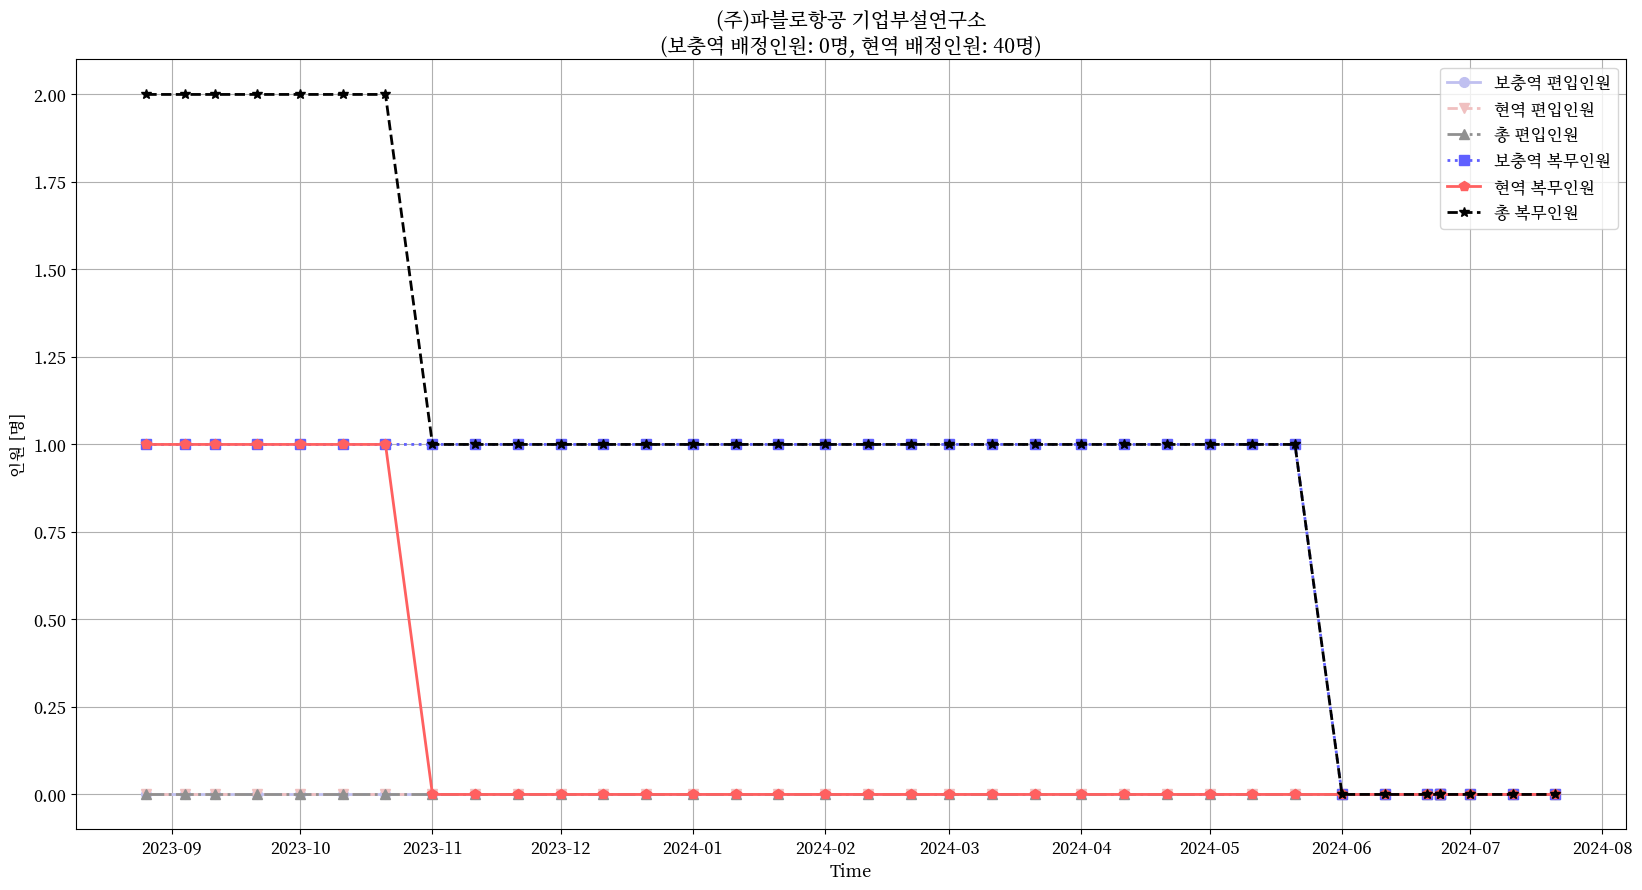 (주)파블로항공 기업부설연구소
(보충역 배정인원: 0명, 현역 배정인원: 40명)
보충역 편입인원
현역 편입인원
총 편입인원
보충역 복무인원
현역 복무인원
총 복무인원
인원 [명]
2.00
1.75
1.50
1.25
1.00
0.75
0.50
0.25
0.00
2023-09 2023-10 2023-11 2023-12 2024-01 2024-02 2024-03 2024-04 2024-05 2024-06 2024-07 2024-08
Time